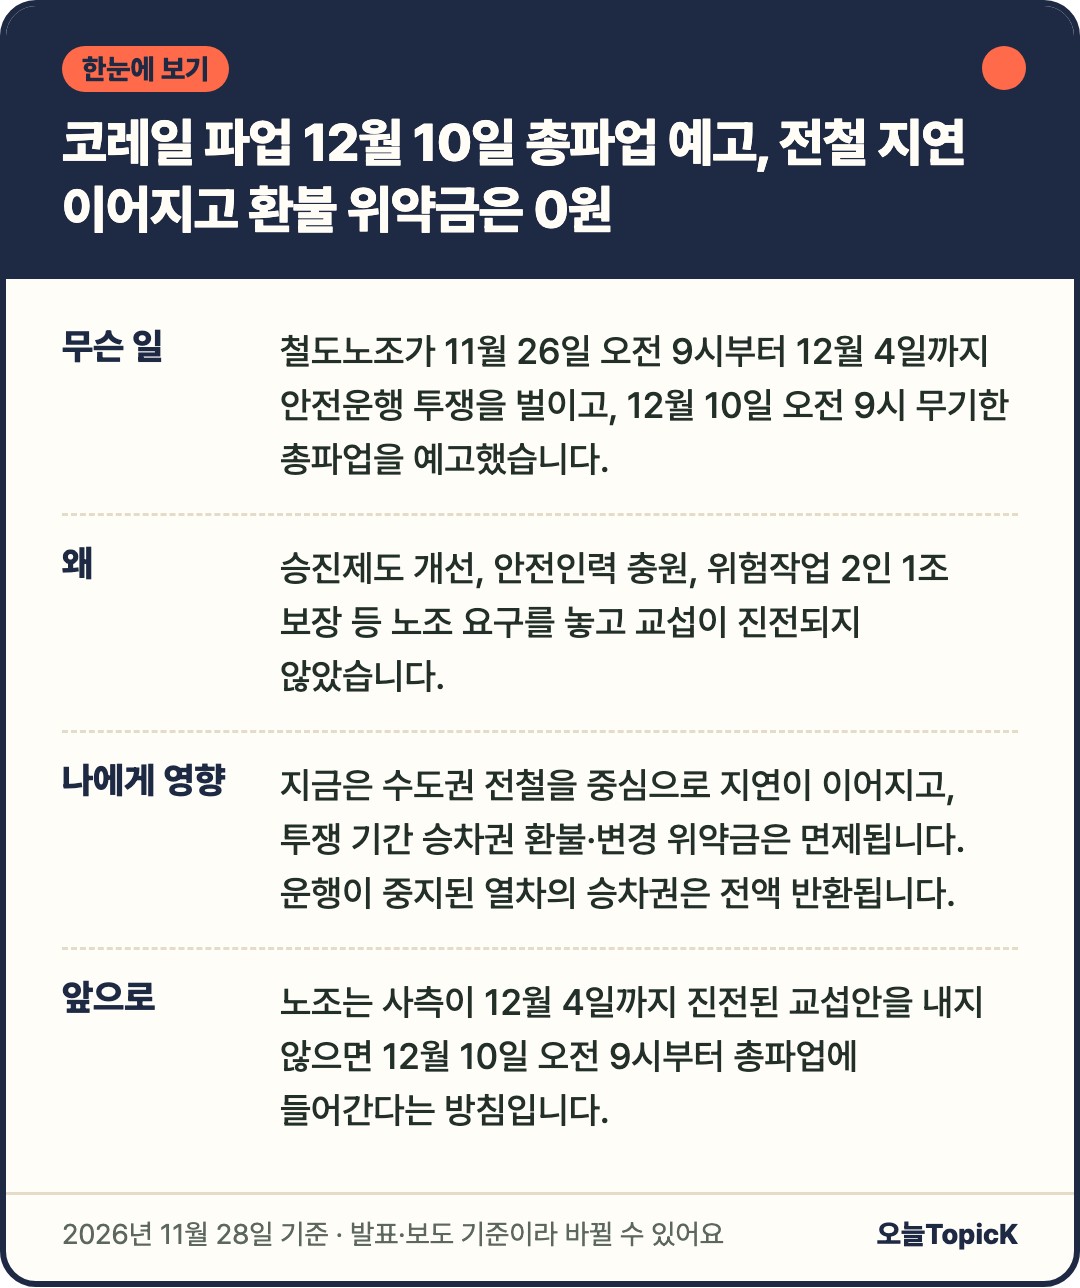 한눈에 보기
코레일 파업 12월 10일 총파업 예고, 전철 지연
이어지고 환불 위약금은 0원
무슨 일
철도노조가 11월 26일 오전 9시부터 12월 4일까지
안전운행 투쟁을 벌이고, 12월 10일 오전 9시 무기한
총파업을 예고했습니다.
왜
승진제도 개선, 안전인력 충원, 위험작업 2인 1조
보장 등 노조 요구를 놓고 교섭이 진전되지
않았습니다.
나에게 영향
지금은 수도권 전철을 중심으로 지연이 이어지고,
투쟁 기간 승차권 환불·변경 위약금은 면제됩니다.
운행이 중지된 열차의 승차권은 전액 반환됩니다.
앞으로
노조는 사측이 12월 4일까지 진전된 교섭안을 내지
않으면 12월 10일 오전 9시부터 총파업에
들어간다는 방침입니다.
2026년 11월 28일 기준 · 발표·보도 기준이라 바뀔 수 있어요
오늘TopicK